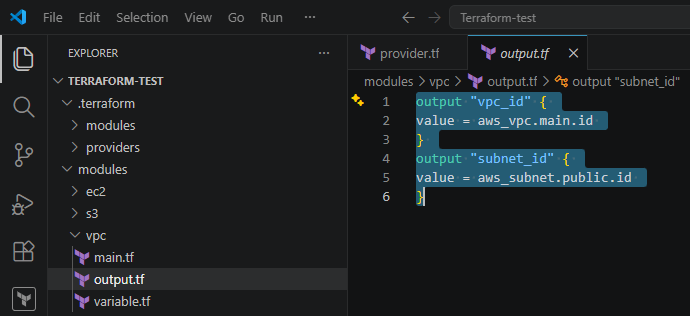 File Edit Selection View Go Run ···
Terraform-test
EXPLORER ···
TERRAFORM-TEST
.terraform
modules
providers
modules
ec2
s3
vpc
main.tf
output.tf
variable.tf
provider.tf
output.tf
modules > vpc > output.tf > output "subnet_id"
1 output "vpc_id" {
2 value = aws_vpc.main.id
3 }
4 output "subnet_id" {
5 value = aws_subnet.public.id
6 }